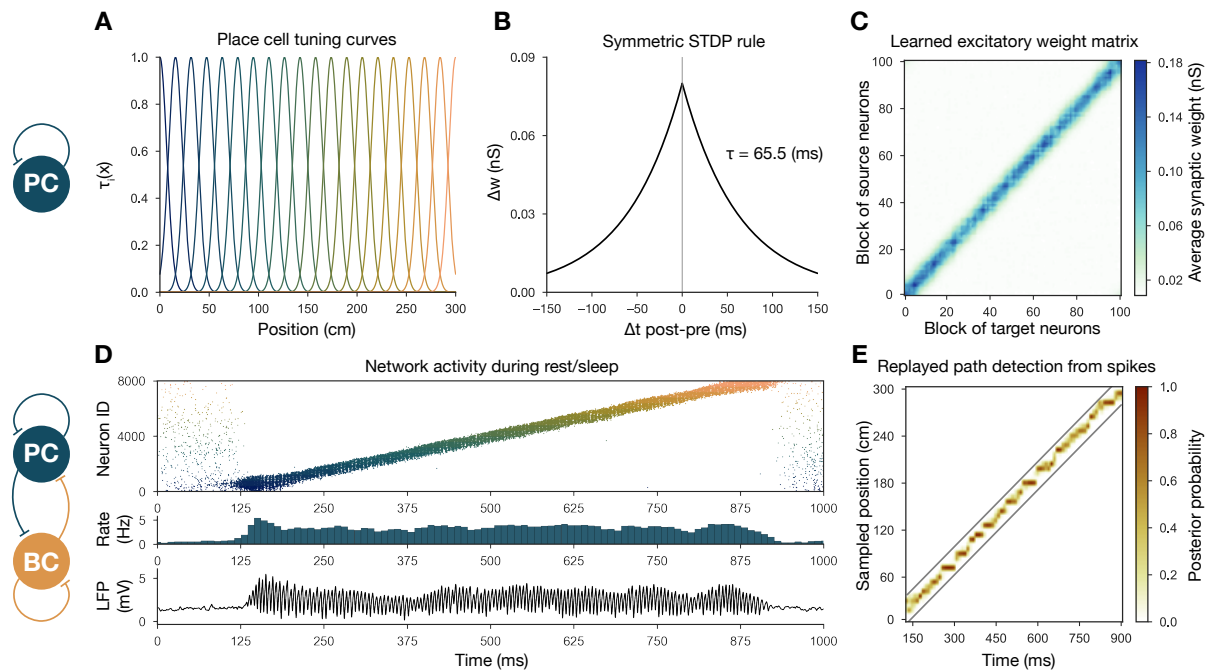 A
Place cell tuning curves
PC
τi(x)
1.0
0.8
0.6
0.4
0.2
0.0
0 50 100 150 200 250 300
Position (cm)
B
Symmetric STDP rule
Δw (nS)
0.09
0.06
0.03
0.00
τ = 65.5 (ms)
−150 −100 −50 0 50 100 150
Δt post-pre (ms)
C
Learned excitatory weight matrix
Block of source neurons
100
80
60
40
20
0
0 20 40 60 80 100
Block of target neurons
0.18
0.14
0.10
0.06
0.02
Average synaptic weight (nS)
D
Network activity during rest/sleep
PC
BC
Neuron ID
8000
4000
0
0 125 250 375 500 625 750 875 1000
Rate
(Hz)
5
0
0 125 250 375 500 625 750 875 1000
LFP
(mV)
5
0
0 125 250 375 500 625 750 875 1000
Time (ms)
E
Replayed path detection from spikes
Sampled position (cm)
300
240
180
120
60
0
150 300 450 600 750 900
Time (ms)
1.0
0.8
0.6
0.4
0.2
0.0
Posterior probability